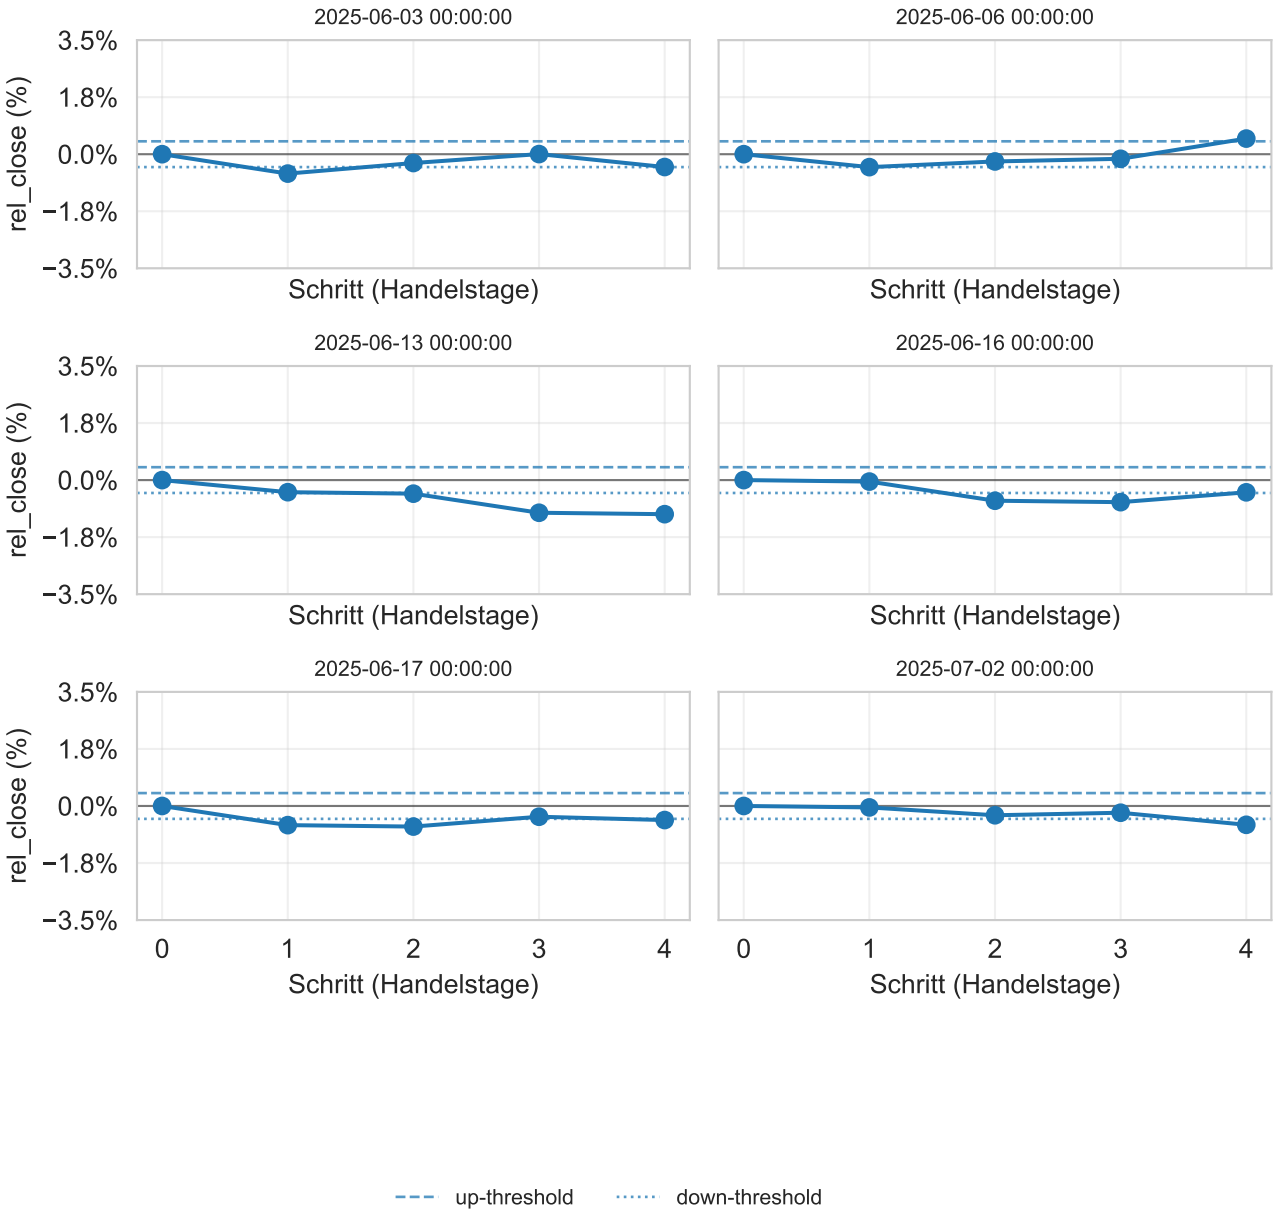 2025-06-03 00:00:00
2025-06-06 00:00:00
3.5%
1.8%
0.0%
−1.8%
−3.5%
rel_close (%)
Schritt (Handelstage)
Schritt (Handelstage)
2025-06-13 00:00:00
2025-06-16 00:00:00
3.5%
1.8%
0.0%
−1.8%
−3.5%
rel_close (%)
Schritt (Handelstage)
Schritt (Handelstage)
2025-06-17 00:00:00
2025-07-02 00:00:00
3.5%
1.8%
0.0%
−1.8%
−3.5%
rel_close (%)
0 1 2 3 4
0 1 2 3 4
Schritt (Handelstage)
Schritt (Handelstage)
up-threshold
down-threshold